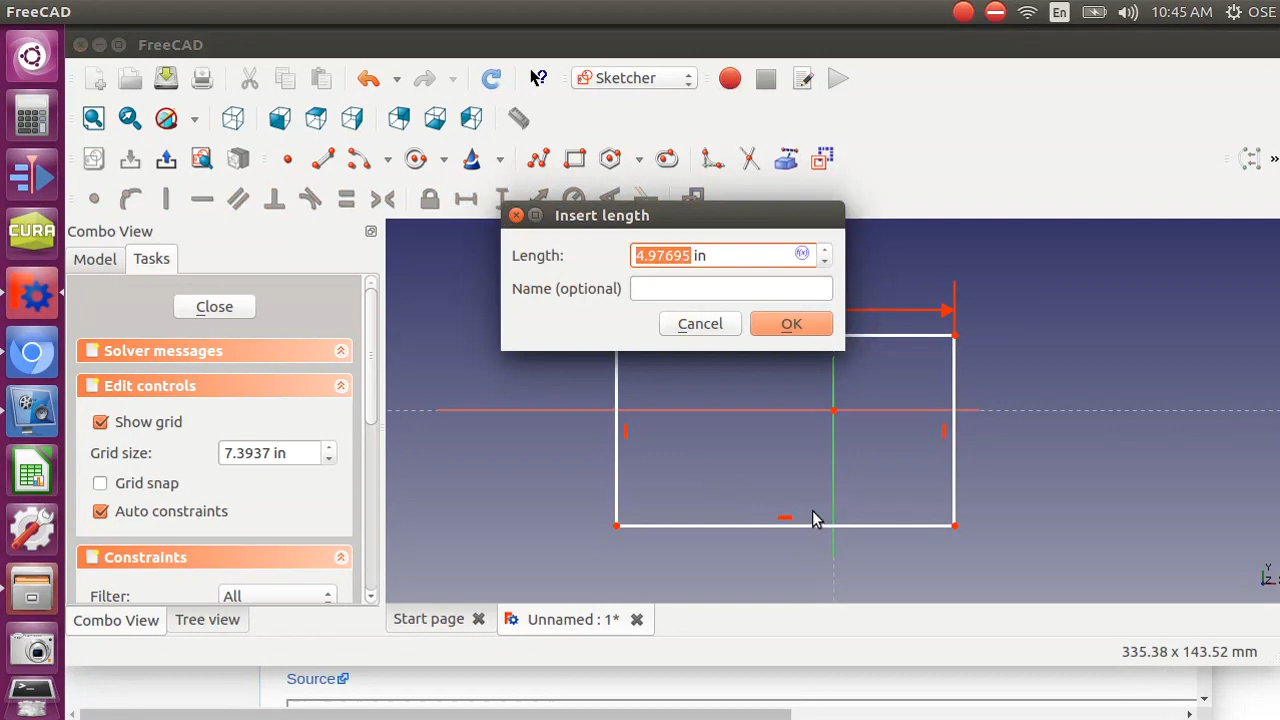 FreeCAD
En
10:45 AM
OSE
FreeCAD
Sketcher
Combo View
Model
Tasks
Close
Solver messages
Edit controls
Show grid
Grid size:
7.3937 in
Grid snap
Auto constraints
Constraints
Filter:
All
Combo View
Tree view
Insert length
Length:
4.97695 in
f(x)
Name (optional)
Cancel
OK
Y
Z
Start page
Unnamed : 1*
335.38 x 143.52 mm
Source
CURA